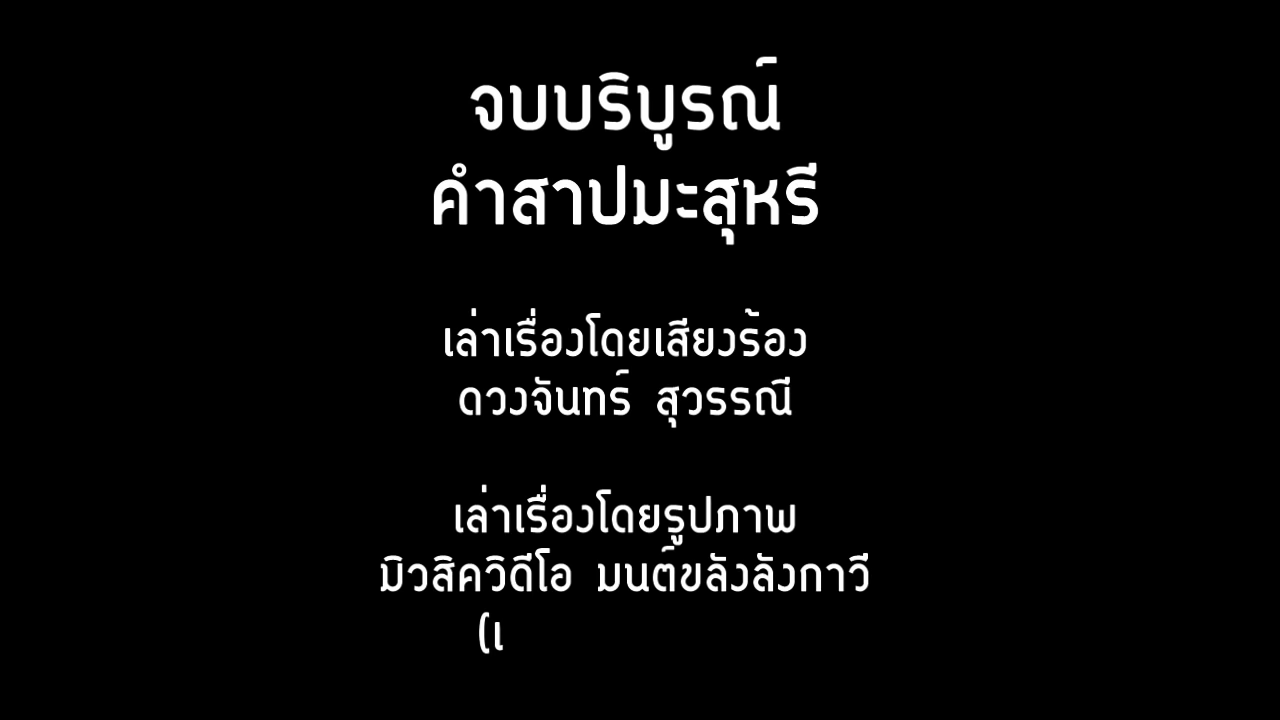 จบบริบูรณ์
คำสาปมะสุหรี
เล่าเรื่องโดยเสียงร้อง
ดวงจันทร์ สุวรรณี
เล่าเรื่องโดยรูปภาพ
มิวสิควิดีโอ มนต์ขลังลังกาวี
(เ